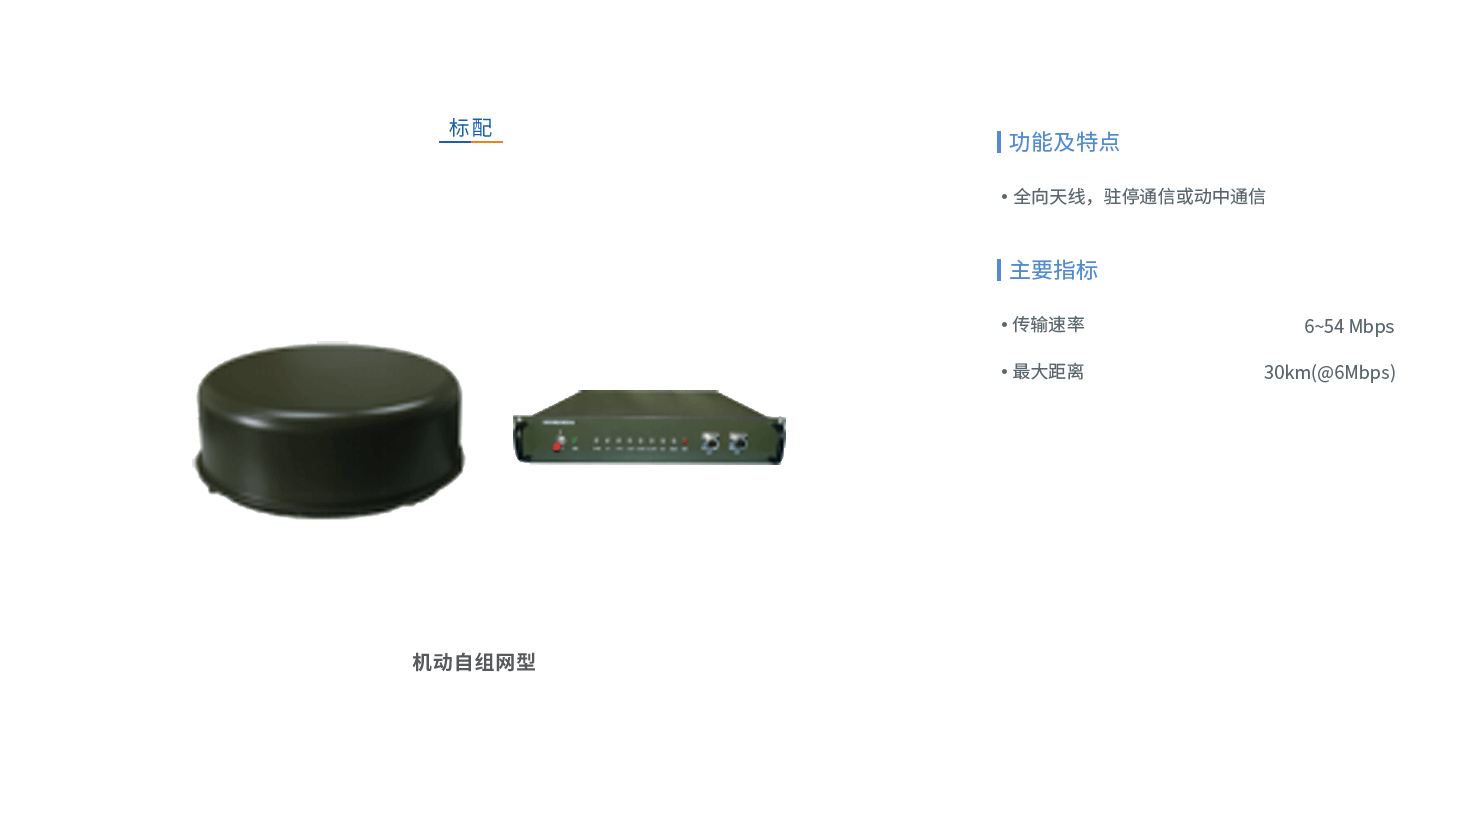 标配
机动自组网型
功能及特点
• 全向天线，驻停通信或动中通信
主要指标
• 传输速率 6~54 Mbps
• 最大距离 30km(@6Mbps)